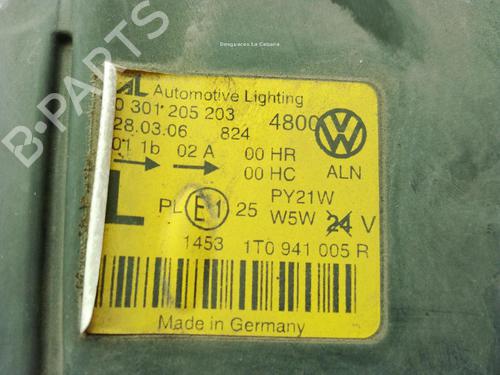 Desguaces La Cabaña
B-PARTS
AL Automotive Lighting
0 301 205 203 4800
28.03.06 824
01 1b 02 A 00 HR ALN
00 HC
L PL E1 25 PY21W
W5W 24 V
1453 1T0 941 005 R
Made in Germany